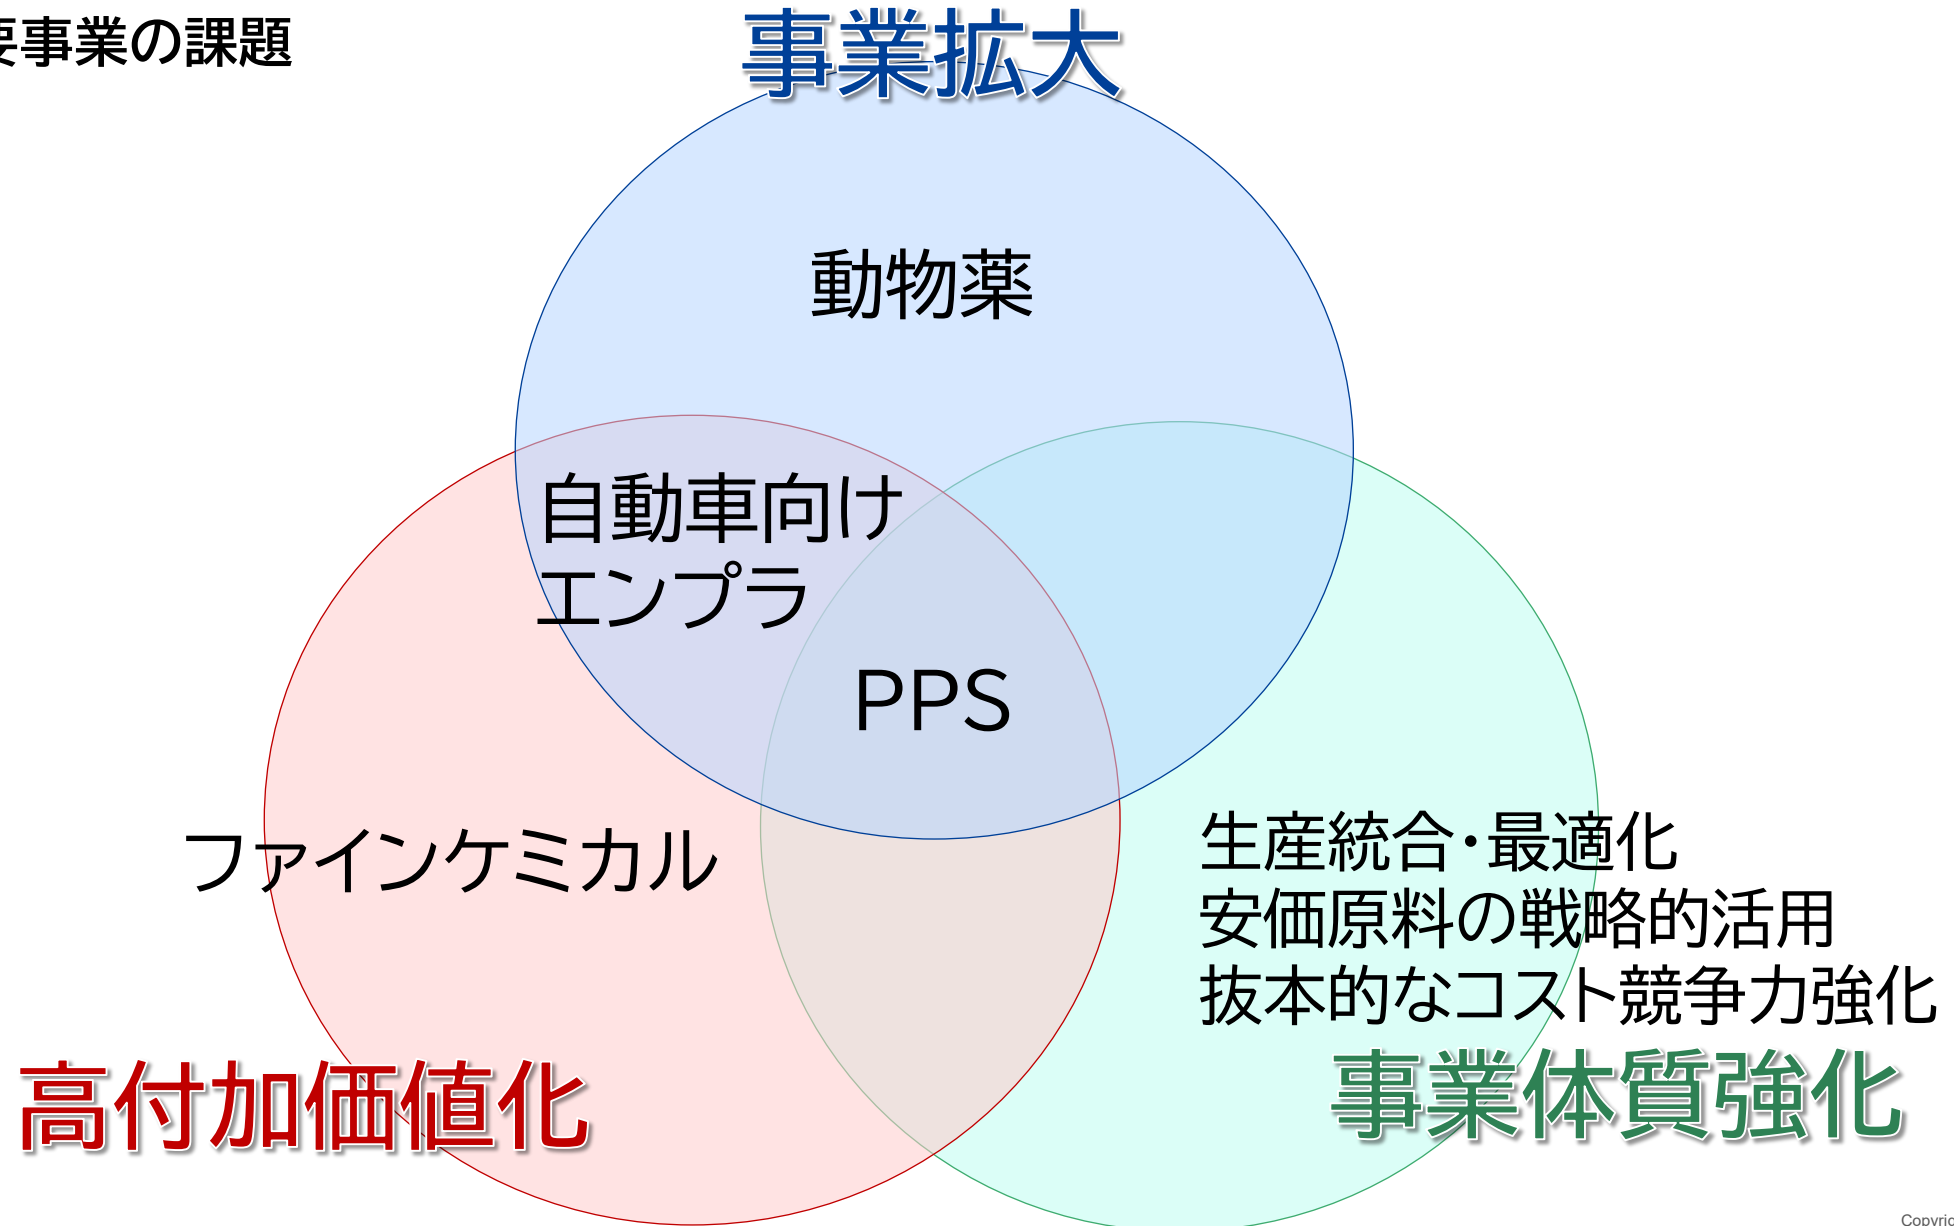 要事業の課題
事業拡大
動物薬
自動車向け
エンプラ
PPS
ファインケミカル
生産統合・最適化
安価原料の戦略的活用
抜本的なコスト競争力強化
高付加価値化
事業体質強化